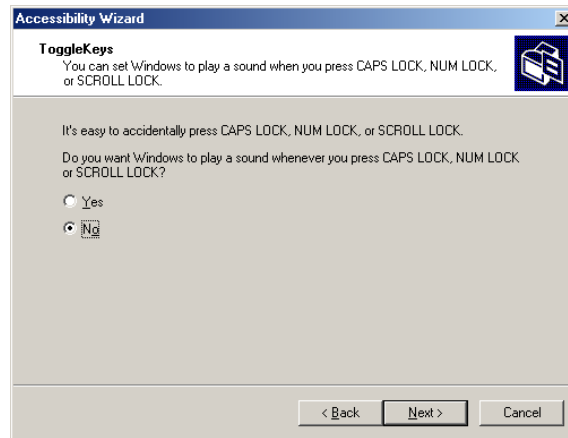 Accessibility Wizard
ToggleKeys
You can set Windows to play a sound when you press CAPS LOCK, NUM LOCK,
or SCROLL LOCK.
It's easy to accidentally press CAPS LOCK, NUM LOCK, or SCROLL LOCK.
Do you want Windows to play a sound whenever you press CAPS LOCK, NUM LOCK
or SCROLL LOCK?
Yes
No
< Back Next > Cancel